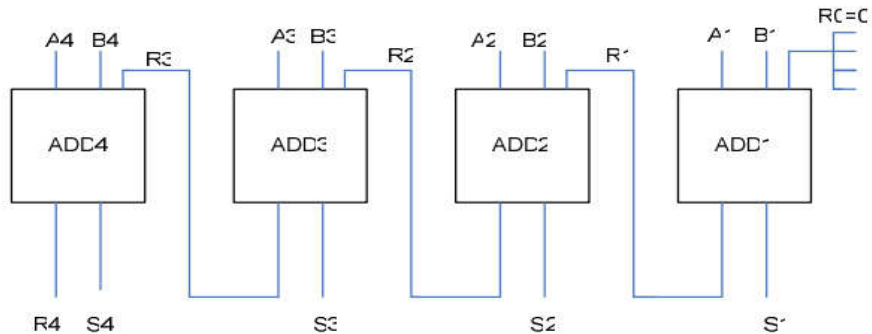 R0=0
A4 B4 R3 A3 B3 R2 A2 B2 R1 A1 B1
ADD4 ADD3 ADD2 ADD1
R4 S4 S3 S2 S1